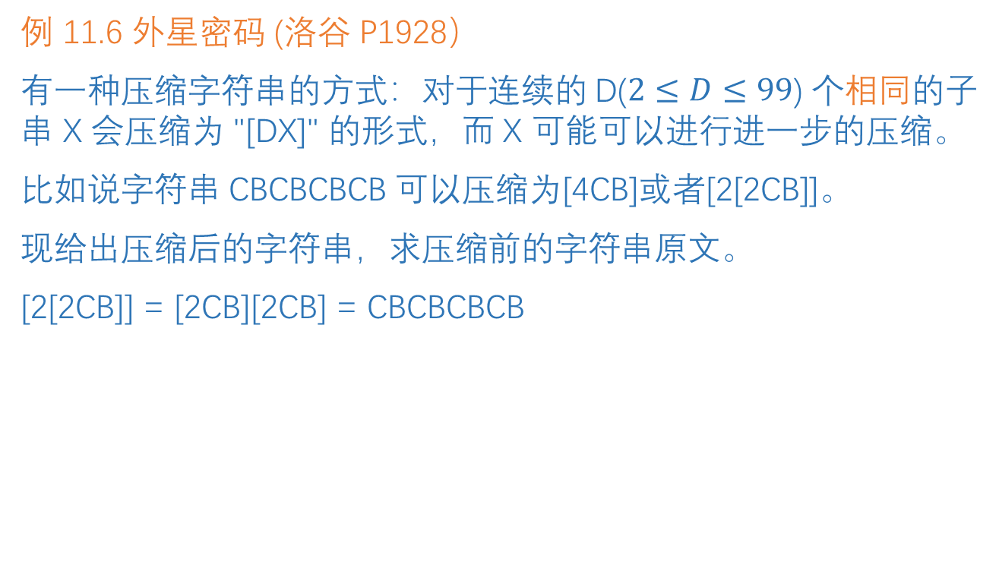 例 11.6 外星密码 (洛谷 P1928）
有一种压缩字符串的方式：对于连续的 D(2 ≤ D ≤ 99) 个相同的子
串 X 会压缩为 "[DX]" 的形式，而 X 可能可以进行进一步的压缩。
比如说字符串 CBCBCBCB 可以压缩为[4CB]或者[2[2CB]]。
现给出压缩后的字符串，求压缩前的字符串原文。
[2[2CB]] = [2CB][2CB] = CBCBCBCB